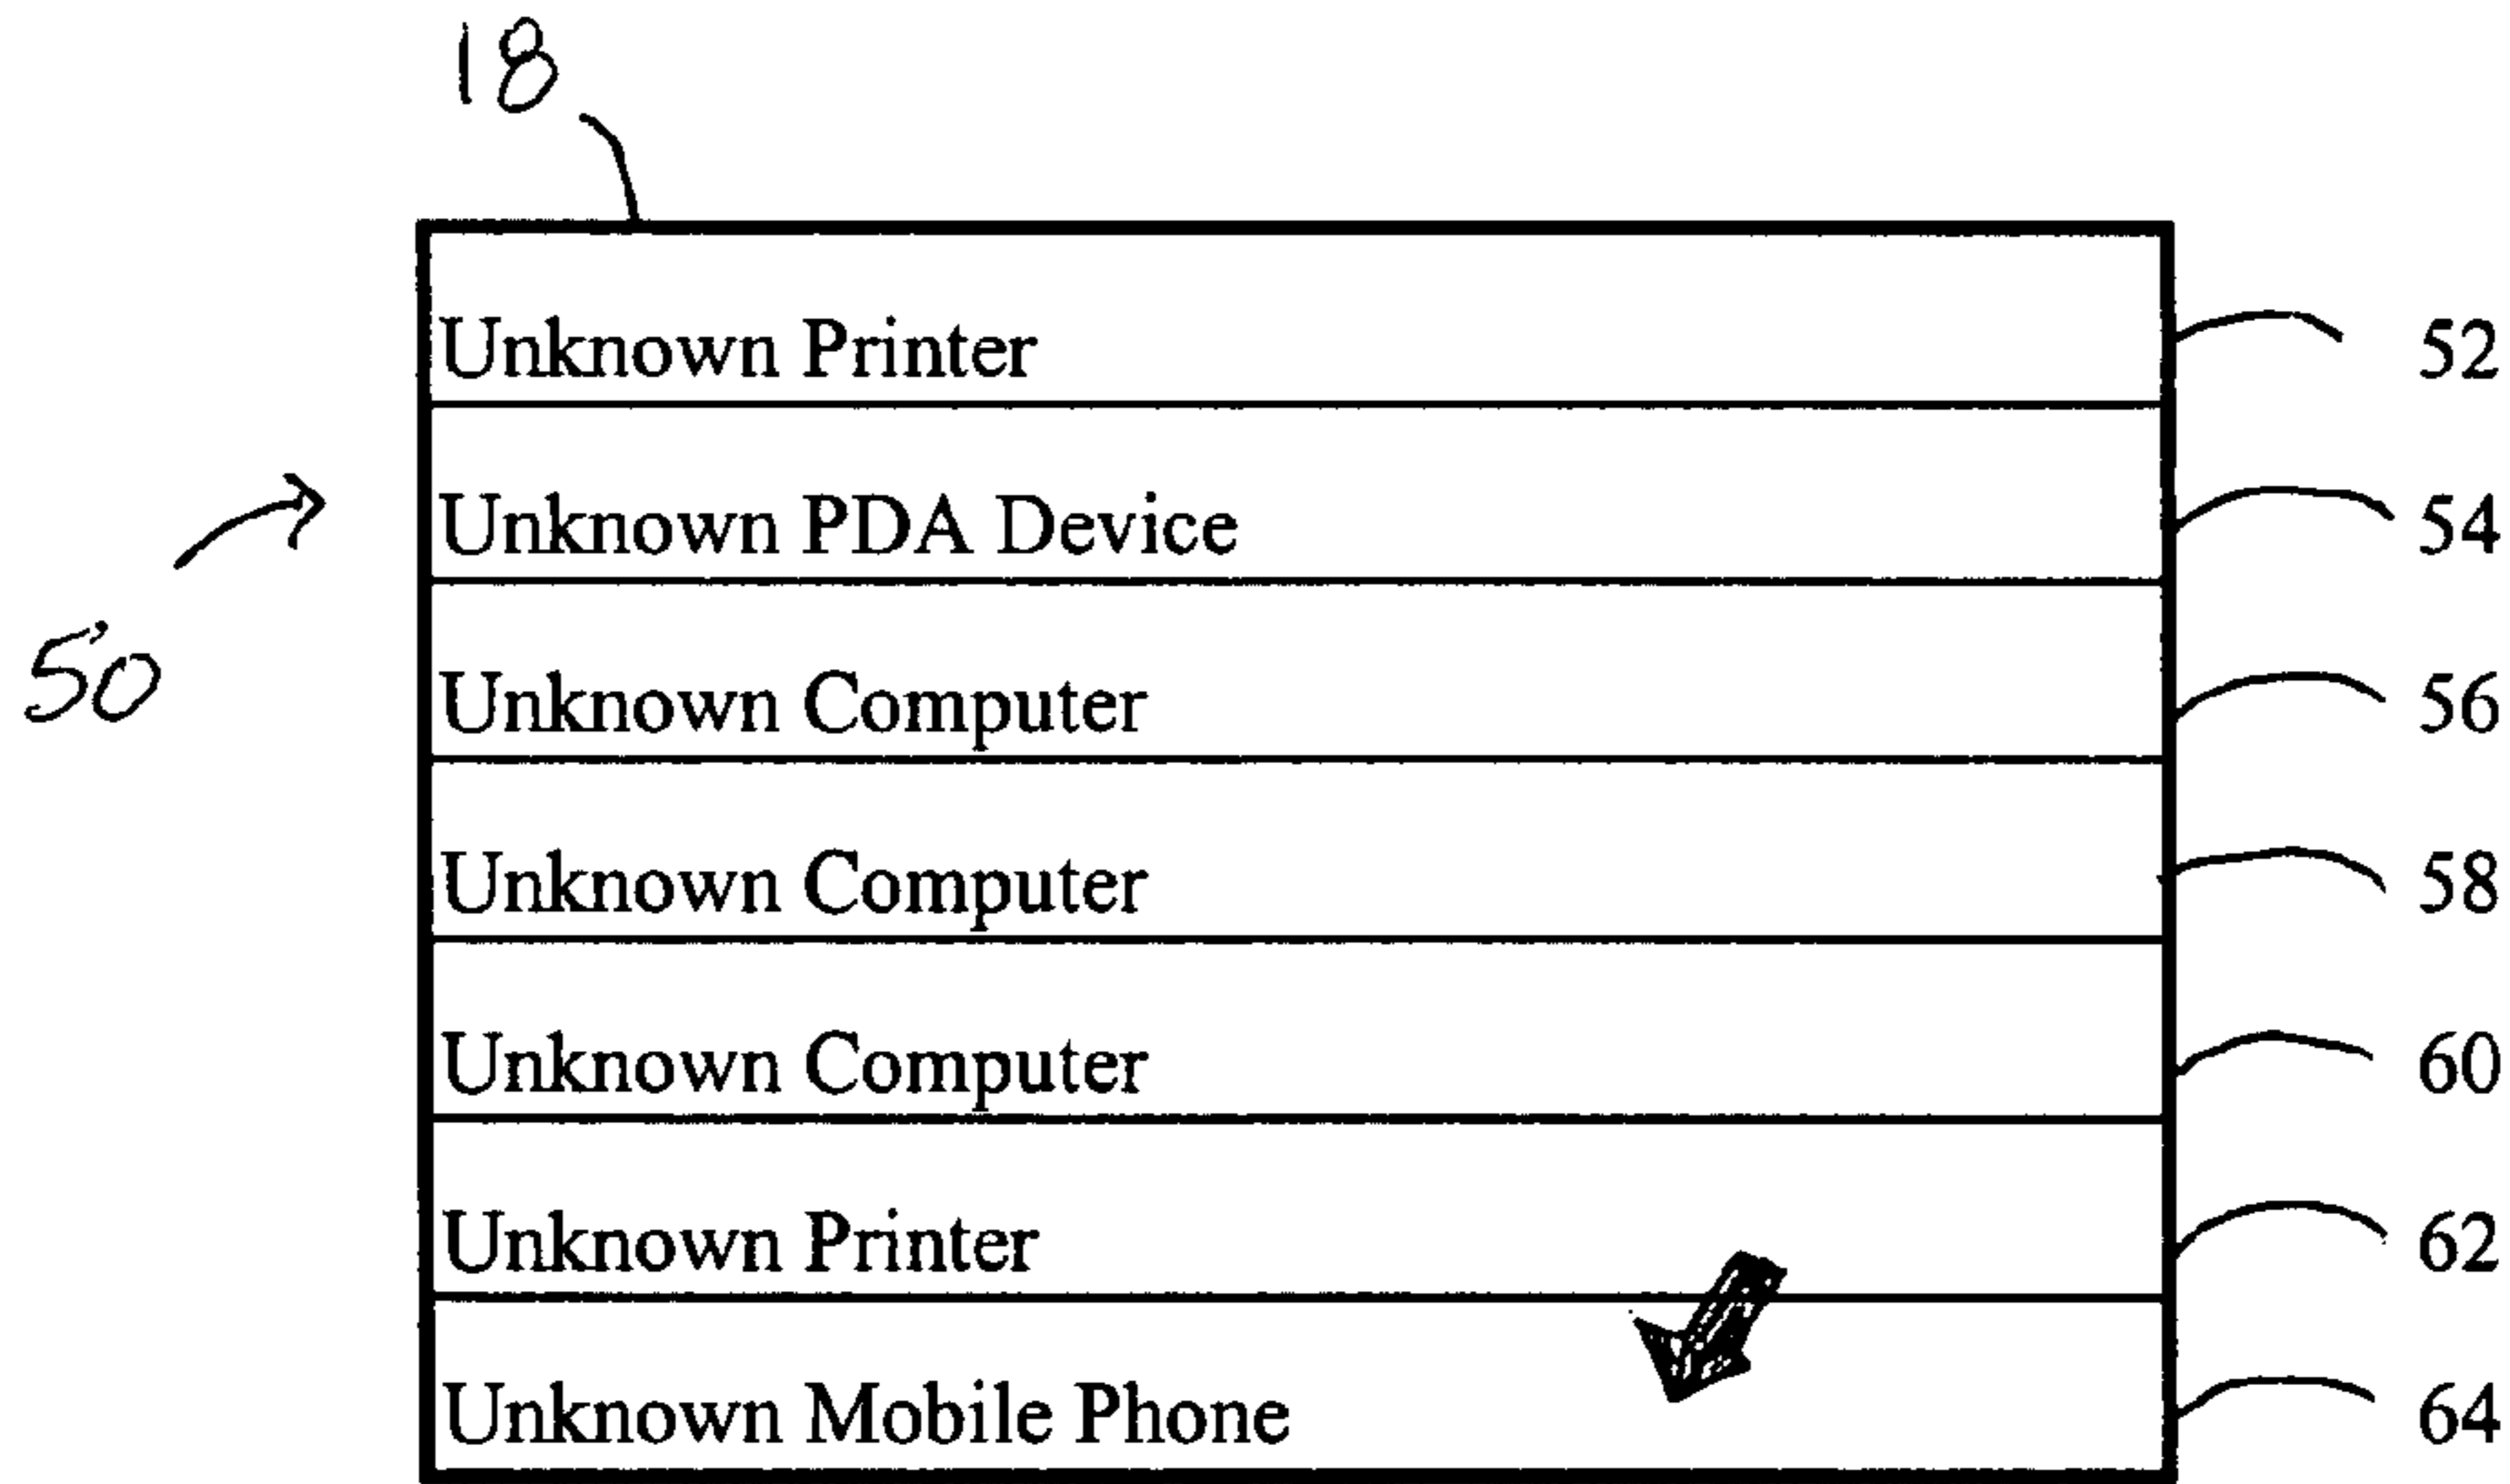 18
Unknown Printer 52
Unknown PDA Device 54
50
Unknown Computer 56
Unknown Computer 58
Unknown Computer 60
Unknown Printer 62
Unknown Mobile Phone 64